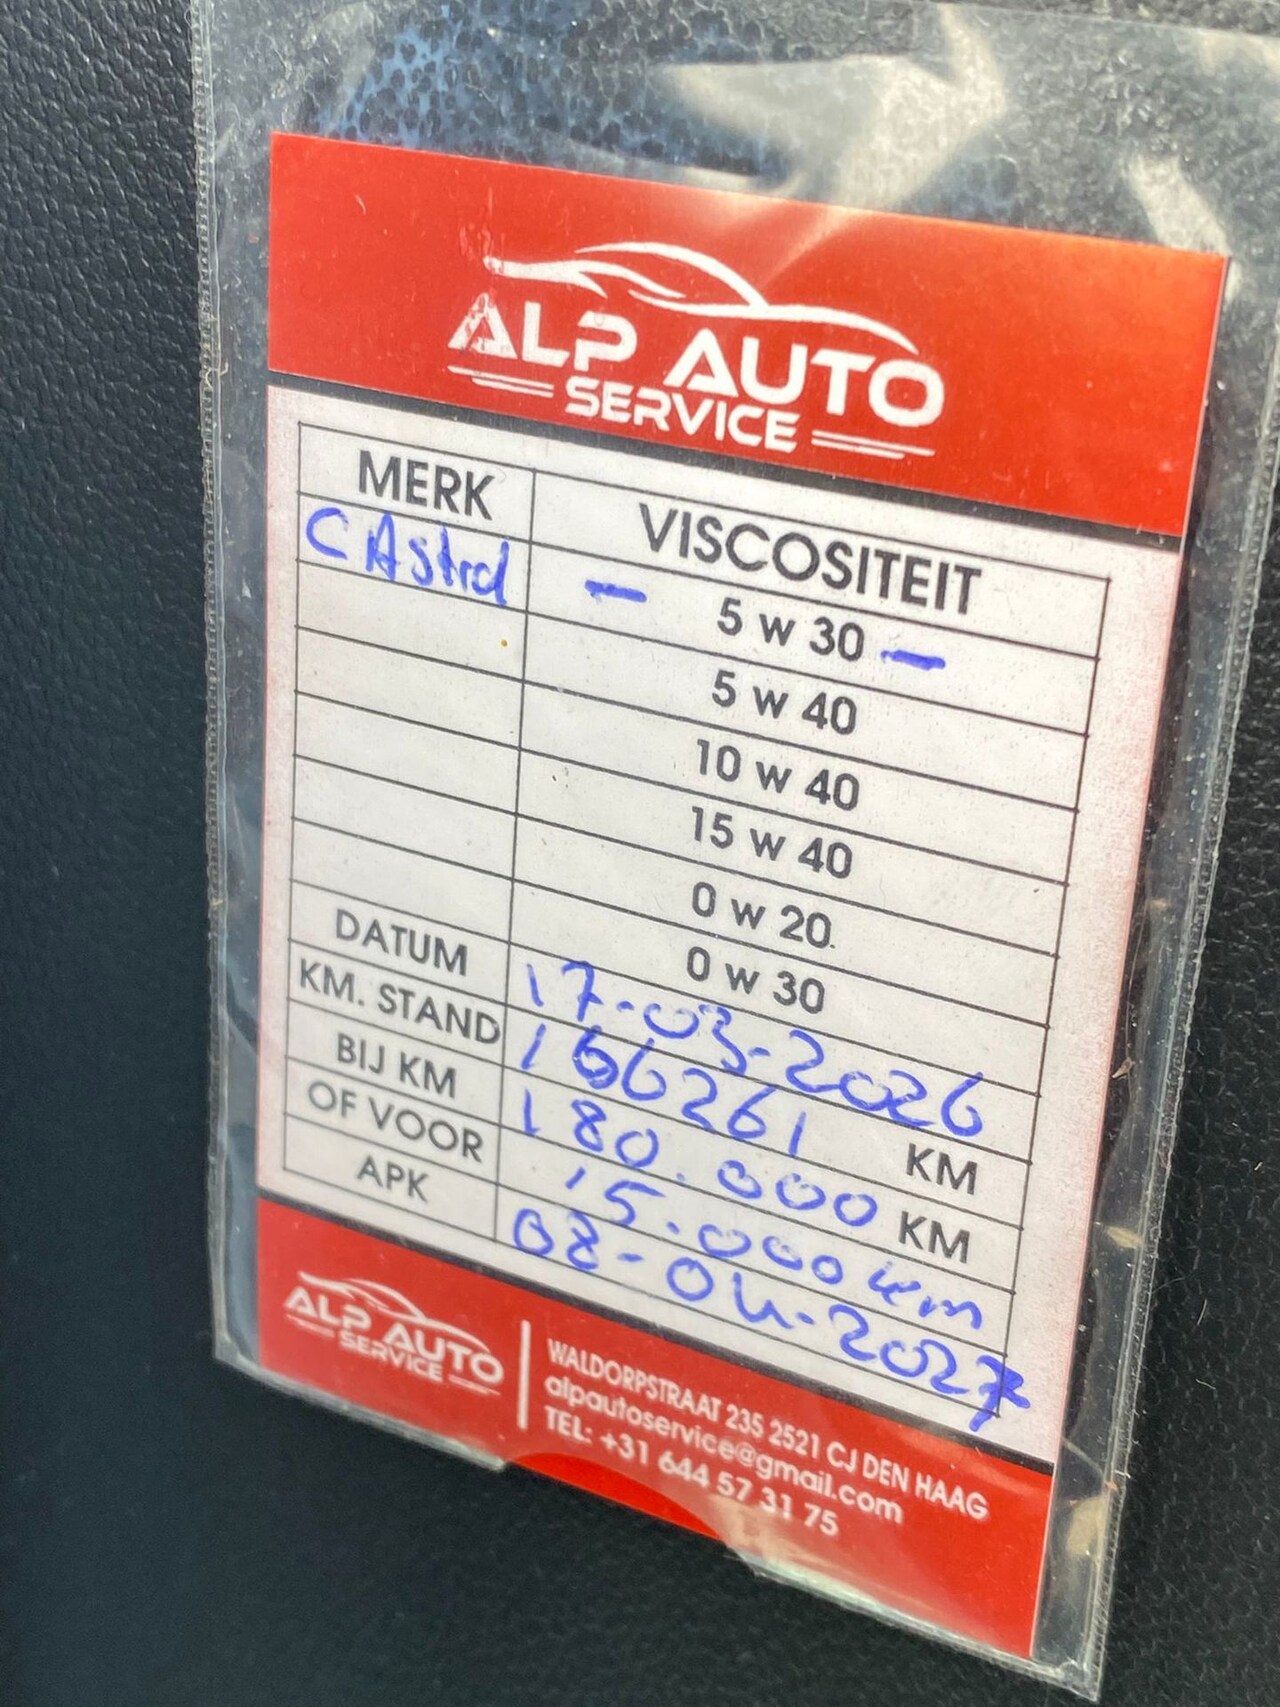 ALP AUTO
SERVICE
MERK VISCOSITEIT
CAstrol - 5 w 30 -
5 w 40
10 w 40
15 w 40
0 w 20
0 w 30
DATUM 17-03-2026
KM. STAND 166261 KM
BIJ KM 180.000 KM
OF VOOR 15.000 km
APK 08-04-2027
ALP AUTO
SERVICE
WALDORPSTRAAT 235 2521 CJ DEN HAAG
alpautoservice@gmail.com
TEL: +31 644 57 31 75